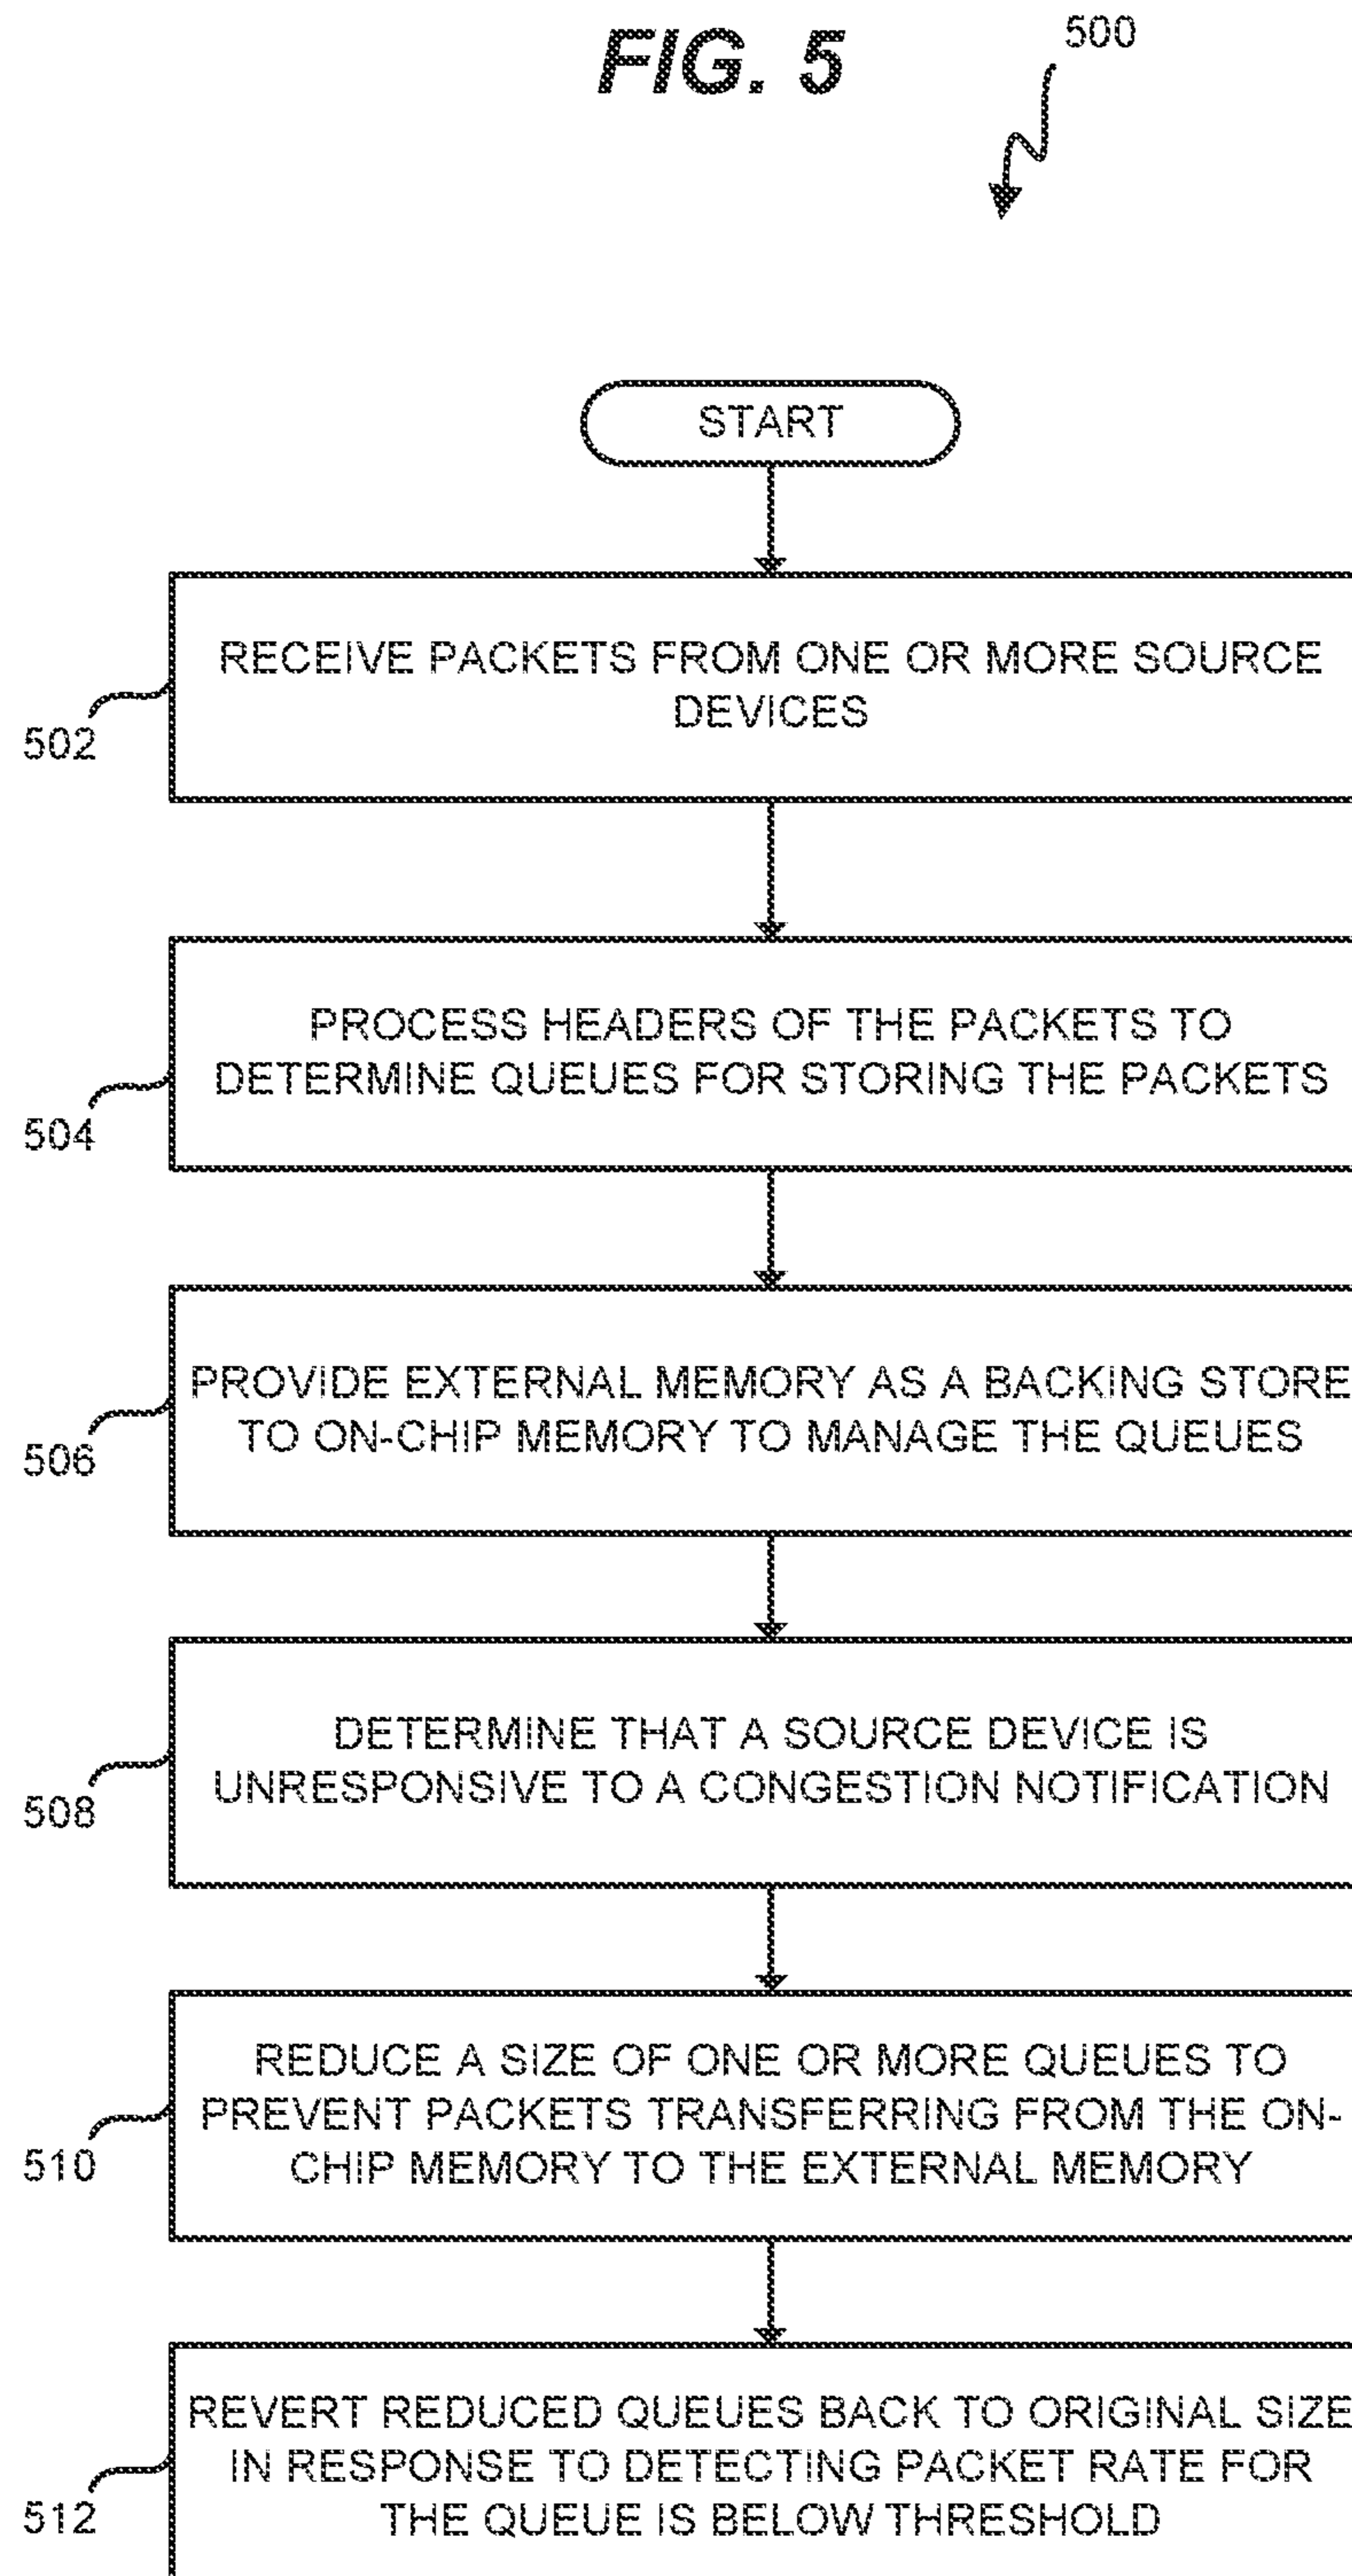 FIG. 5
500
START
RECEIVE PACKETS FROM ONE OR MORE SOURCE
DEVICES
502
PROCESS HEADERS OF THE PACKETS TO
DETERMINE QUEUES FOR STORING THE PACKETS
504
PROVIDE EXTERNAL MEMORY AS A BACKING STORE
TO ON-CHIP MEMORY TO MANAGE THE QUEUES
506
DETERMINE THAT A SOURCE DEVICE IS
UNRESPONSIVE TO A CONGESTION NOTIFICATION
508
REDUCE A SIZE OF ONE OR MORE QUEUES TO
PREVENT PACKETS TRANSFERRING FROM THE ON-
CHIP MEMORY TO THE EXTERNAL MEMORY
510
REVERT REDUCED QUEUES BACK TO ORIGINAL SIZE
IN RESPONSE TO DETECTING PACKET RATE FOR
THE QUEUE IS BELOW THRESHOLD
512